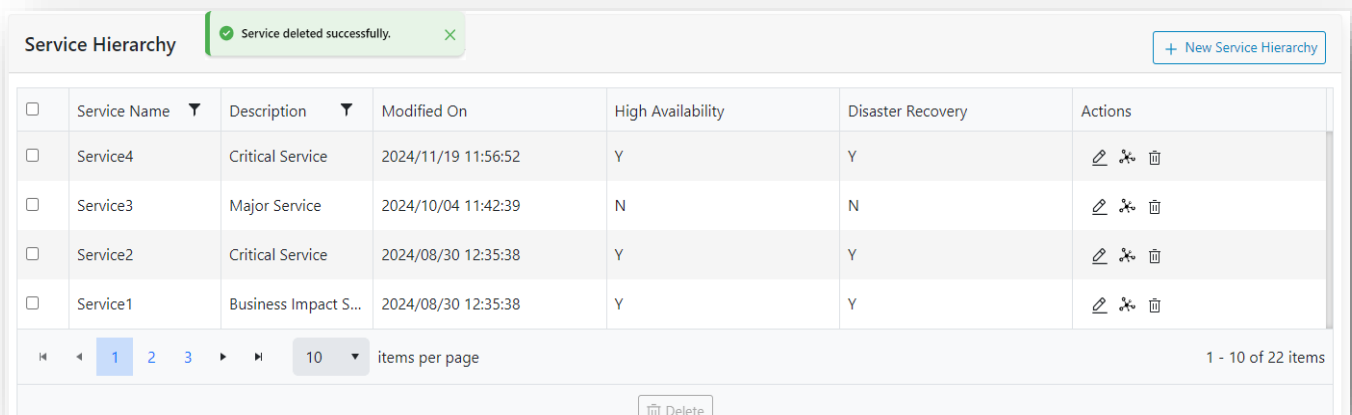 Service Hierarchy
Service deleted successfully.
New Service Hierarchy
Service Name Description Modified On High Availability Disaster Recovery Actions
Service4 Critical Service 2024/11/19 11:56:52 Y Y
Service3 Major Service 2024/10/04 11:42:39 N N
Service2 Critical Service 2024/08/30 12:35:38 Y Y
Service1 Business Impact S... 2024/08/30 12:35:38 Y Y
1 2 3 10 items per page 1 - 10 of 22 items
Delete